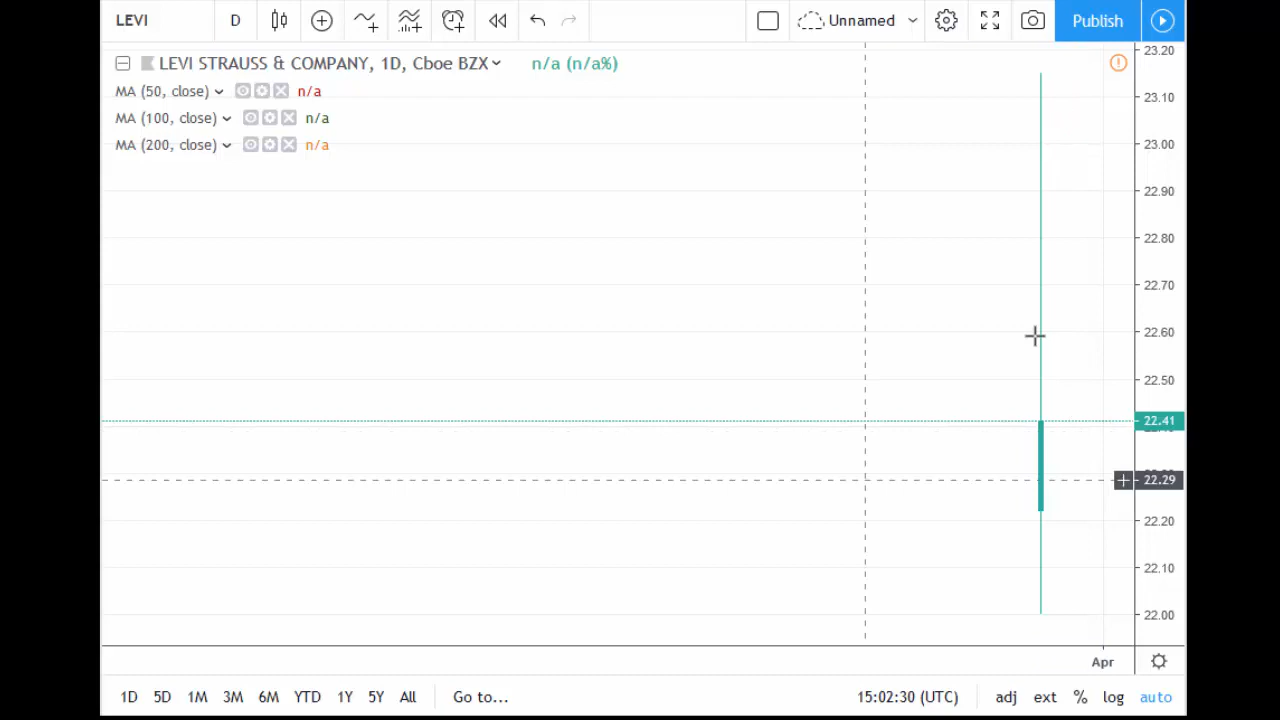 LEVI D Unnamed Publish
LEVI STRAUSS & COMPANY, 1D, Cboe BZX n/a (n/a%)
MA (50, close) n/a
MA (100, close) n/a
MA (200, close) n/a
23.20
23.10
23.00
22.90
22.80
22.70
22.60
22.50
22.41
22.29
22.20
22.10
22.00
Apr
1D 5D 1M 3M 6M YTD 1Y 5Y All Go to... 15:02:30 (UTC) adj ext % log auto